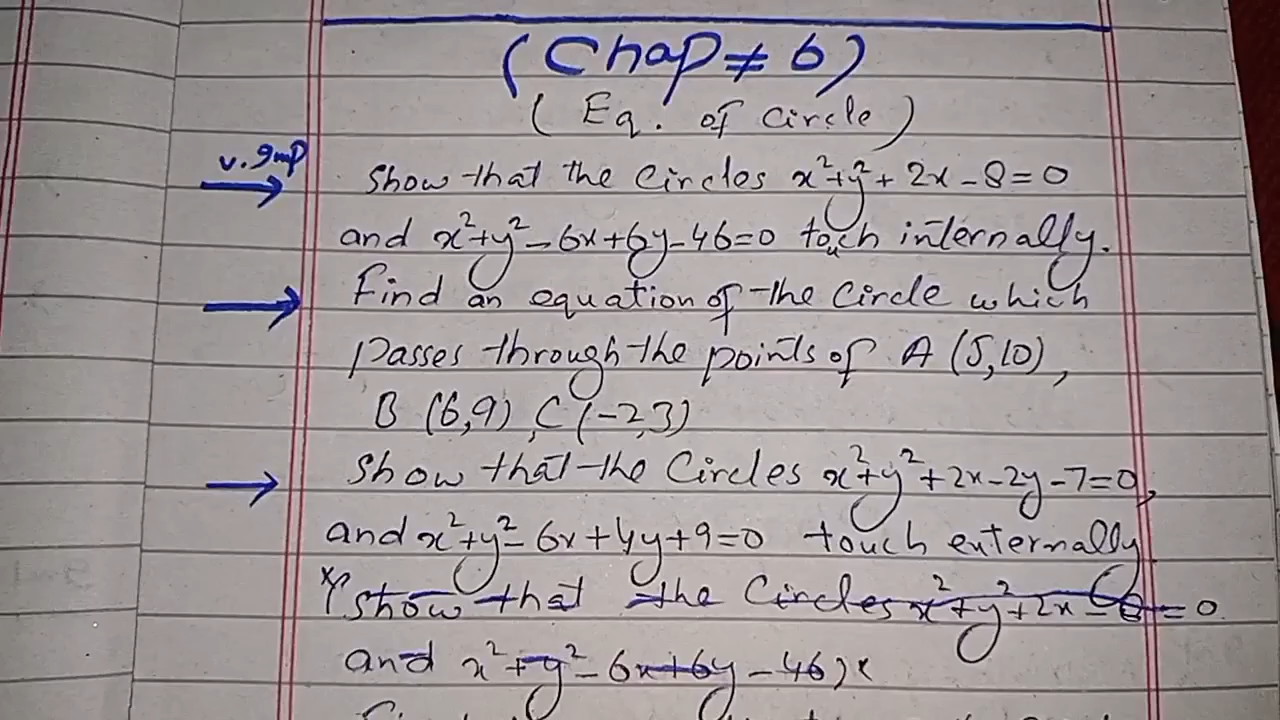 (Chap ≠ 6)
(Eq. of circle)
v. Imp
Show that the Circles x²+y²+2x-8=0
and x²+y²-6x+6y-46=0 touch internally.
Find an equation of the Circle which
passes through the points of A (5,10),
B (6,9), C(-2,3)
Show that the Circles x²+y²+2x-2y-7=0,
and x²+y²-6x+4y+9=0 touch externally
show that the Circles x²+y²+2x-8=0.
and x²+y²-6x+6y-46)x